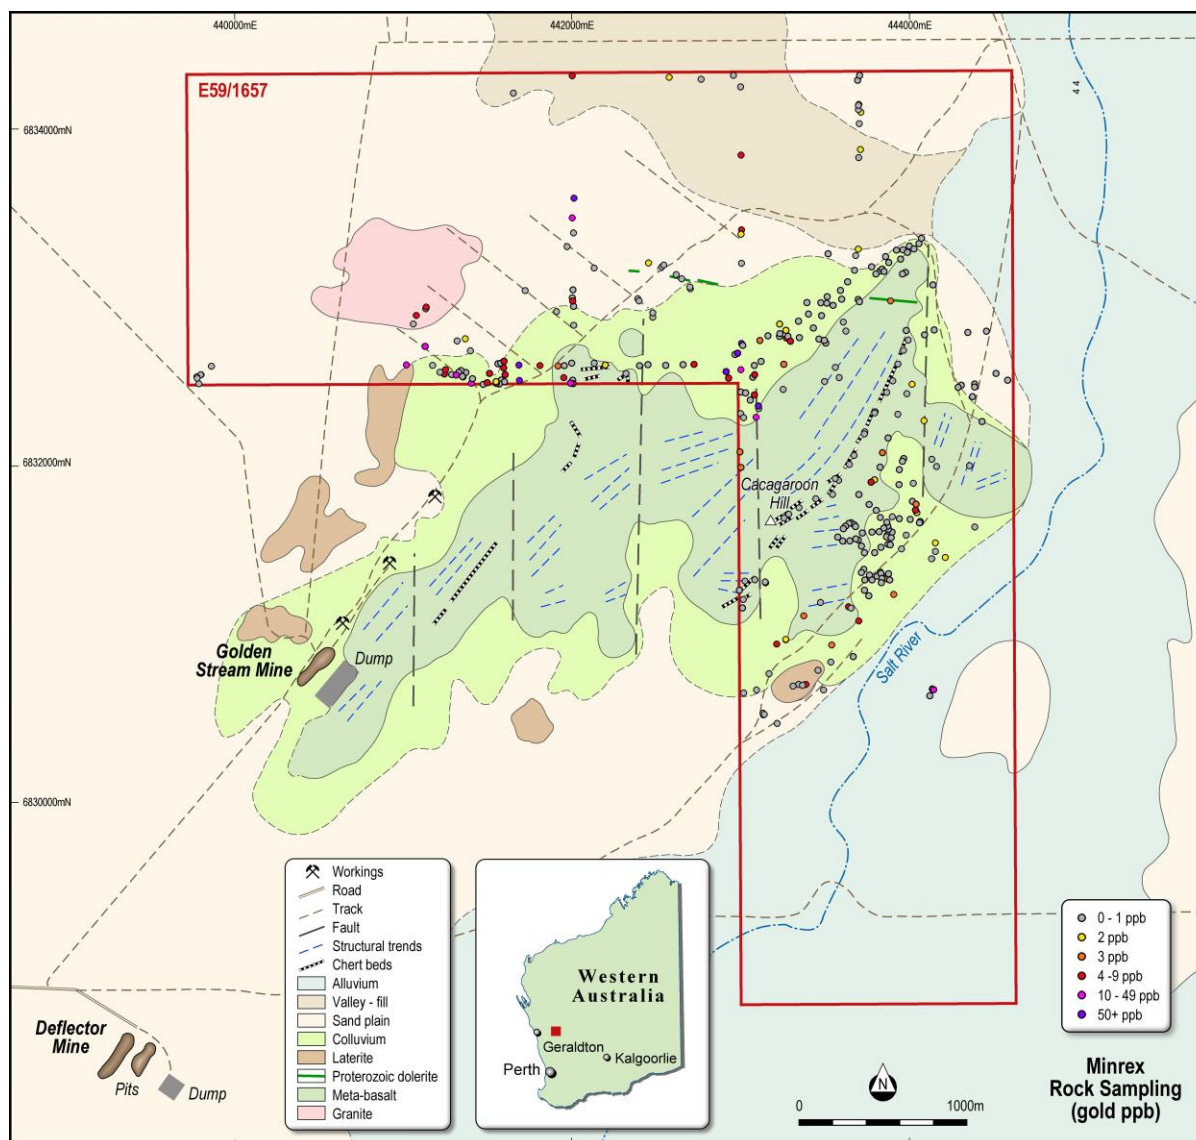 440000mE
442000mE
444000mE
E59/1657
4 4
6834000mN
6832000mN
Cacagaroon
Hill
Golden
Stream Mine
Dump
Salt River
6830000mN
Workings
Road
Track
Fault
Structural trends
Chert beds
Alluvium
Valley - fill
Sand plain
Colluvium
Laterite
Proterozoic dolerite
Meta-basalt
Granite
Western
Australia
Geraldton
Kalgoorlie
Perth
0 - 1 ppb
2 ppb
3 ppb
4 -9 ppb
10 - 49 ppb
50+ ppb
Deflector
Mine
Pits
Dump
N
0
1000m
Minrex
Rock Sampling
(gold ppb)